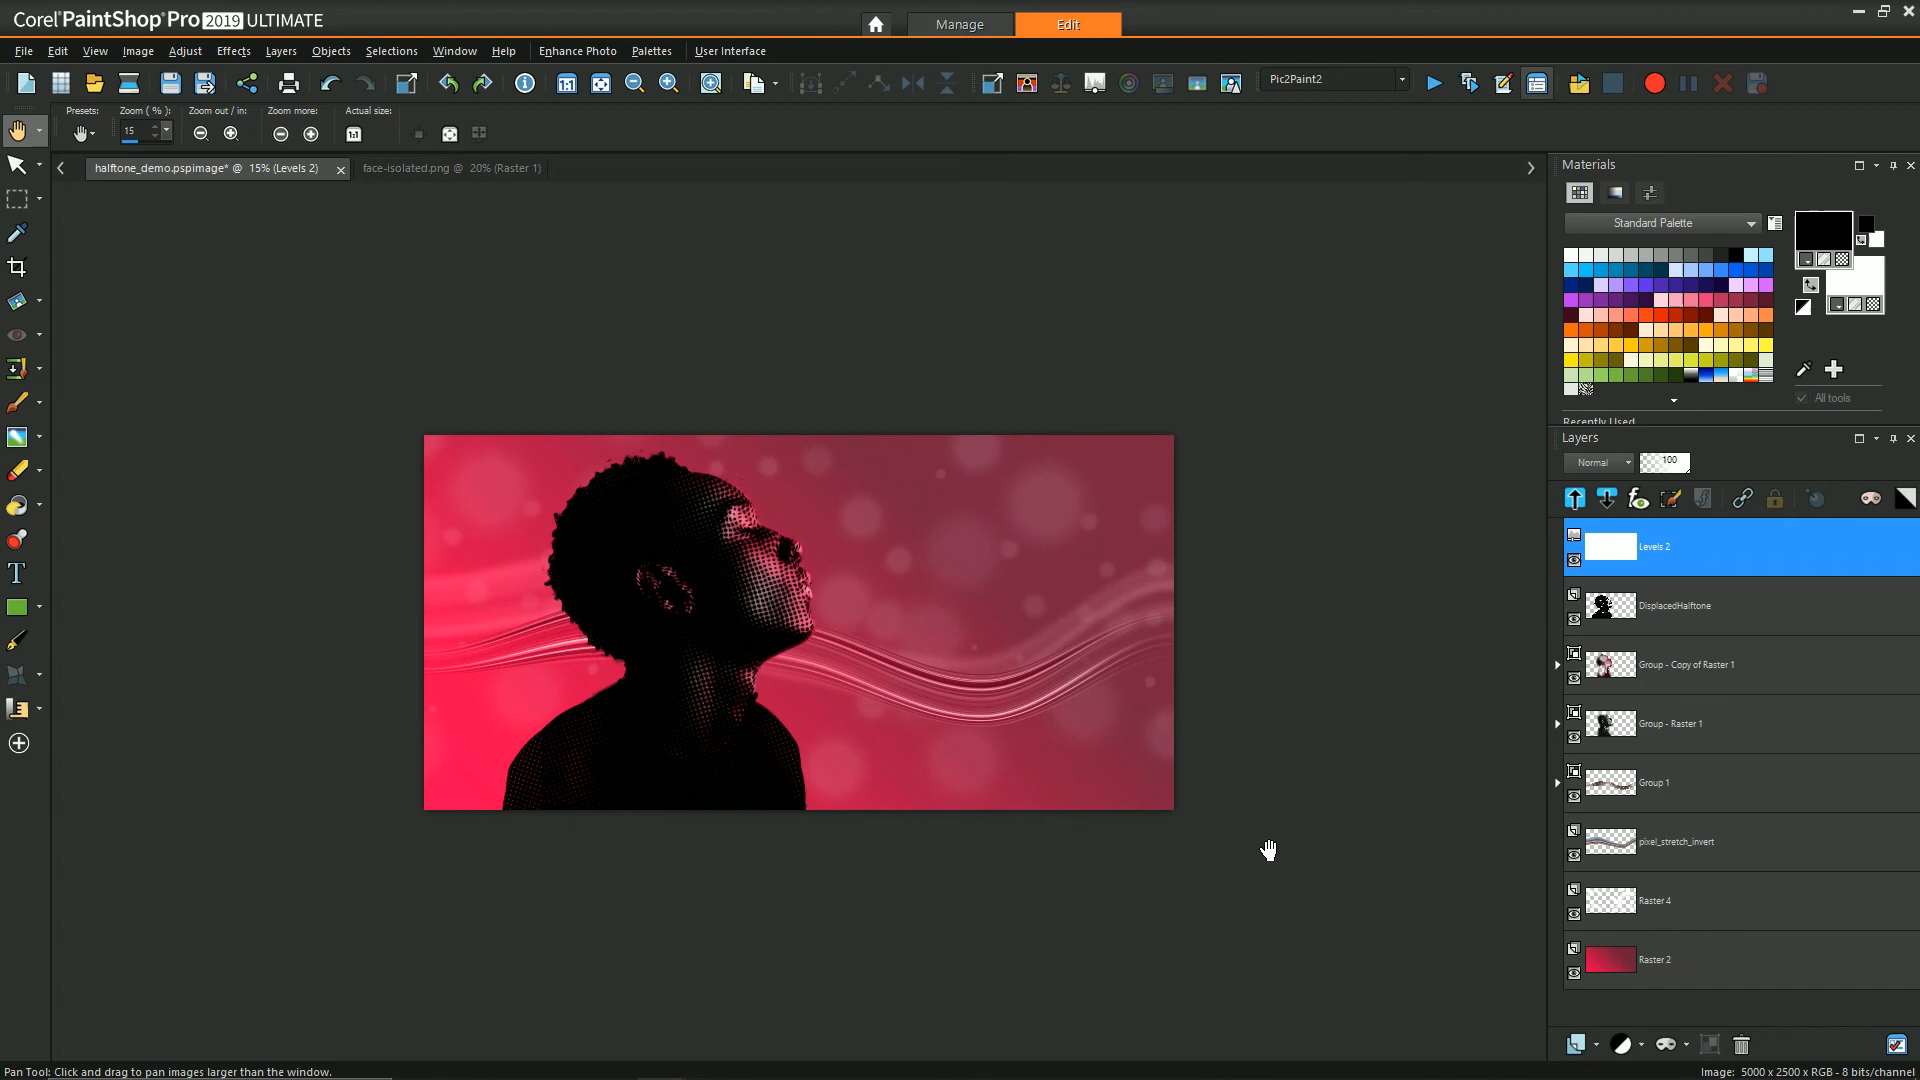 Corel PaintShop Pro 2019 ULTIMATE
Manage
Edit
File Edit View Image Adjust Effects Layers Objects Selections Window Help Enhance Photo Palettes User Interface
1:1
Pic2Paint2
Presets:
Zoom ( % ):
Zoom out / in:
Zoom more:
Actual size:
15
1:1
halftone_demo.pspimage* @ 15% (Levels 2)
face-isolated.png @ 20% (Raster 1)
Materials
Standard Palette
All tools
Recently Used
Layers
Normal
100
Levels 2
DisplacedHalftone
Group - Copy of Raster 1
Group - Raster 1
Group 1
pixel_stretch_invert
Raster 4
Raster 2
Pan Tool: Click and drag to pan images larger than the window.
Image: 5000 x 2500 x RGB - 8 bits/channel